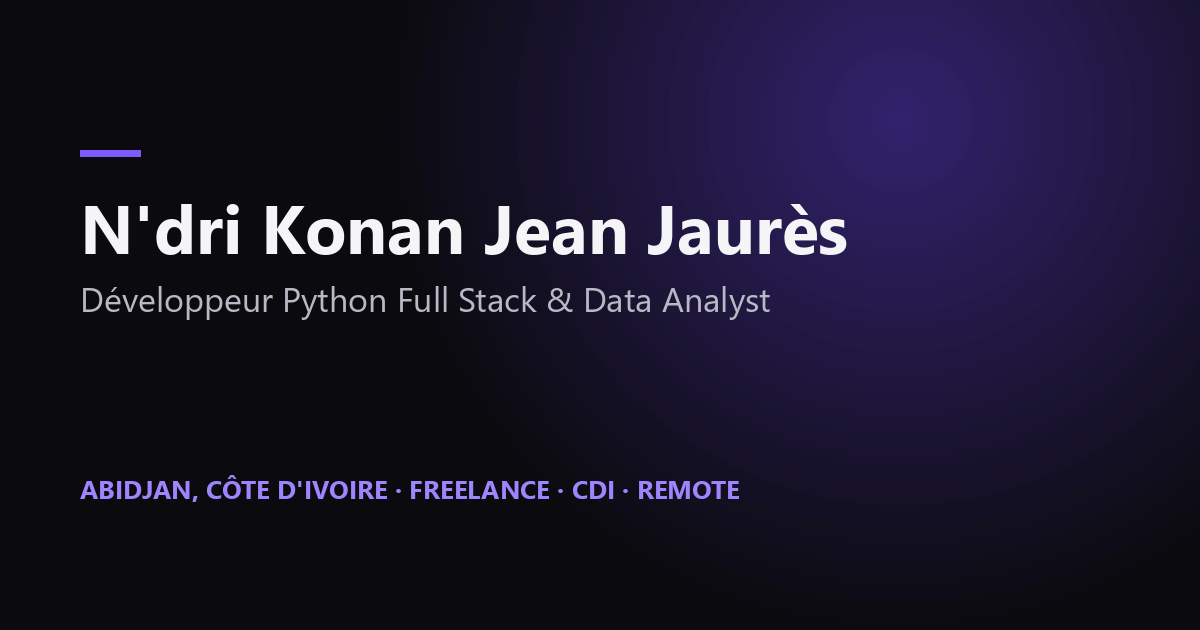 N'dri Konan Jean Jaurès
Développeur Python Full Stack & Data Analyst
ABIDJAN, CÔTE D'IVOIRE · FREELANCE · CDI · REMOTE